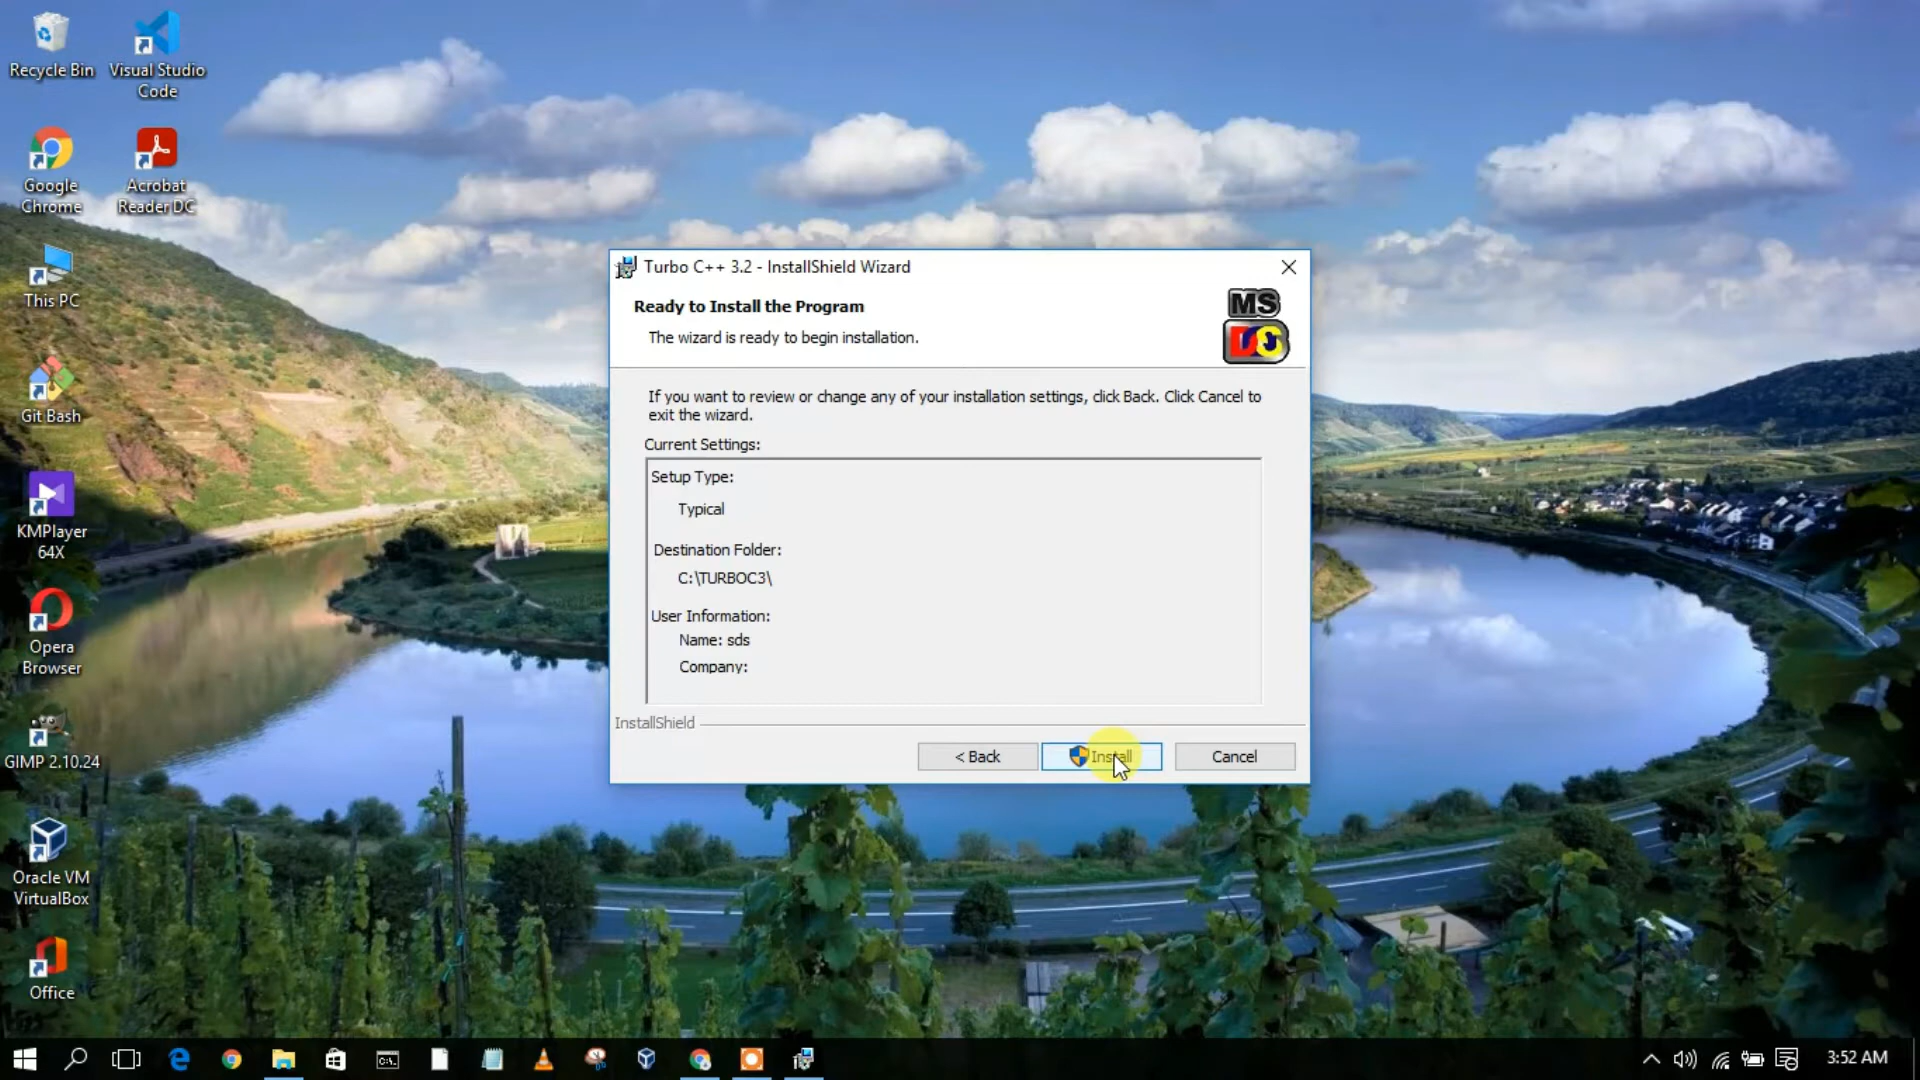 Recycle Bin
Visual Studio
Code
Google
Chrome
Acrobat
Reader DC
This PC
Git Bash
KMPlayer
64X
Opera
Browser
GIMP 2.10.24
Oracle VM
VirtualBox
Office
Turbo C++ 3.2 - InstallShield Wizard
Ready to Install the Program
The wizard is ready to begin installation.
MS
DOS
If you want to review or change any of your installation settings, click Back. Click Cancel to
exit the wizard.
Current Settings:
Setup Type:
Typical
Destination Folder:
C:\TURBOC3\
User Information:
Name: sds
Company:
InstallShield
< Back
Install
Cancel
3:52 AM